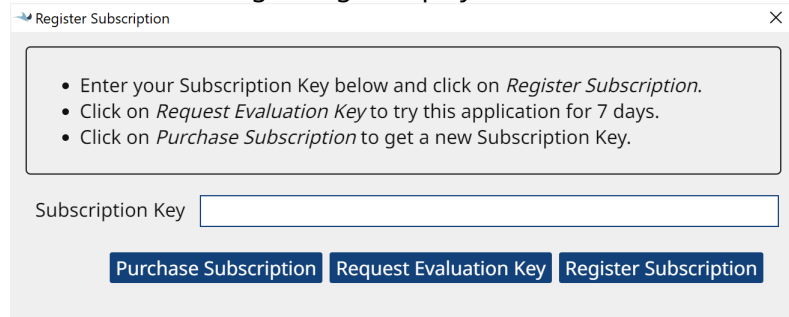 Register Subscription
Enter your Subscription Key below and click on Register Subscription.
Click on Request Evaluation Key to try this application for 7 days.
Click on Purchase Subscription to get a new Subscription Key.
Subscription Key
Purchase Subscription Request Evaluation Key Register Subscription